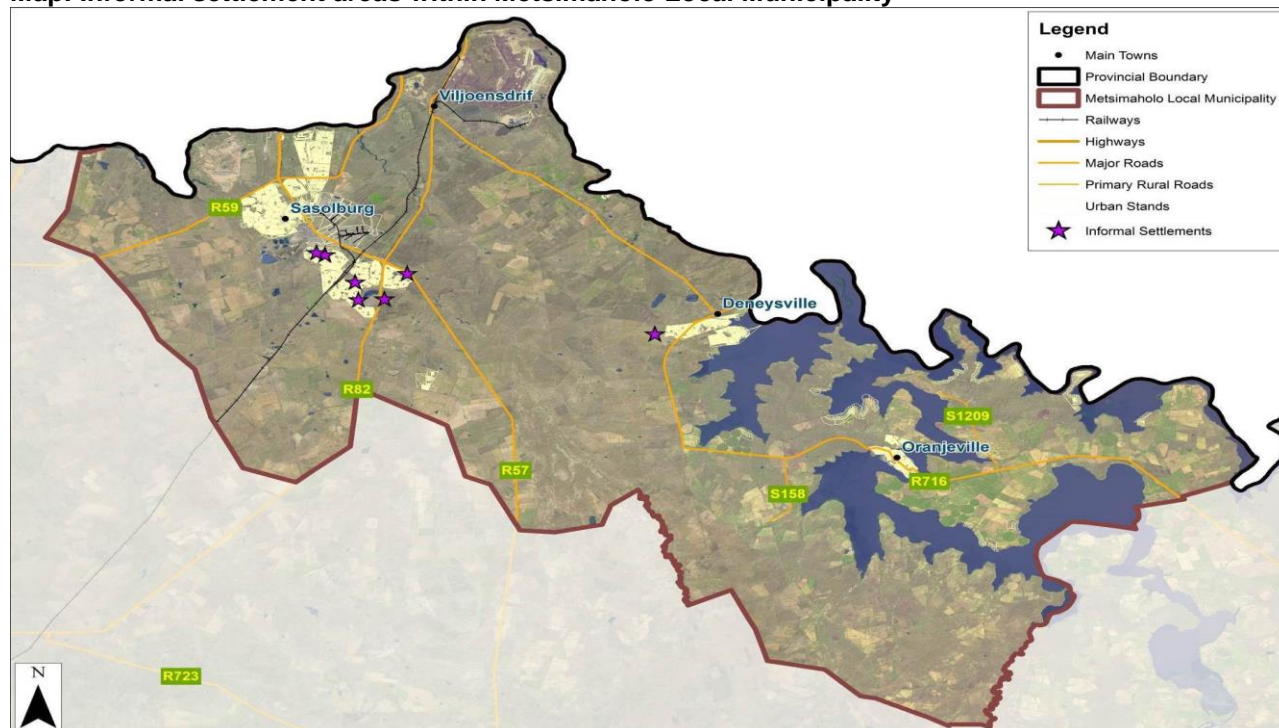 Map: Informal settlement areas within Metsimaholo Local Municipality
Legend
Main Towns
Provincial Boundary
Metsimaholo Local Municipality
Railways
Highways
Major Roads
Primary Rural Roads
Urban Stands
Informal Settlements
Viljoensdrif
R59
Sasolburg
Deneysville
R82
S1209
Oranjeville
R57
R716
S158
N
R723